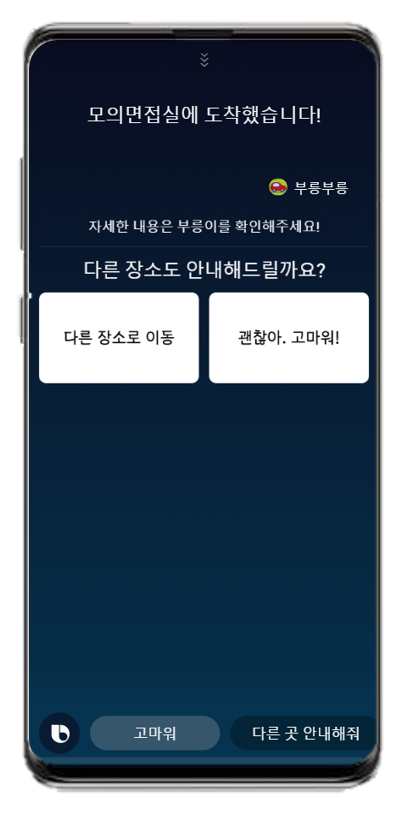 모의면접실에 도착했습니다!
부릉부릉
자세한 내용은 부릉이를 확인해주세요!
다른 장소도 안내해드릴까요?
다른 장소로 이동
괜찮아. 고마워!
고마워
다른 곳 안내해줘